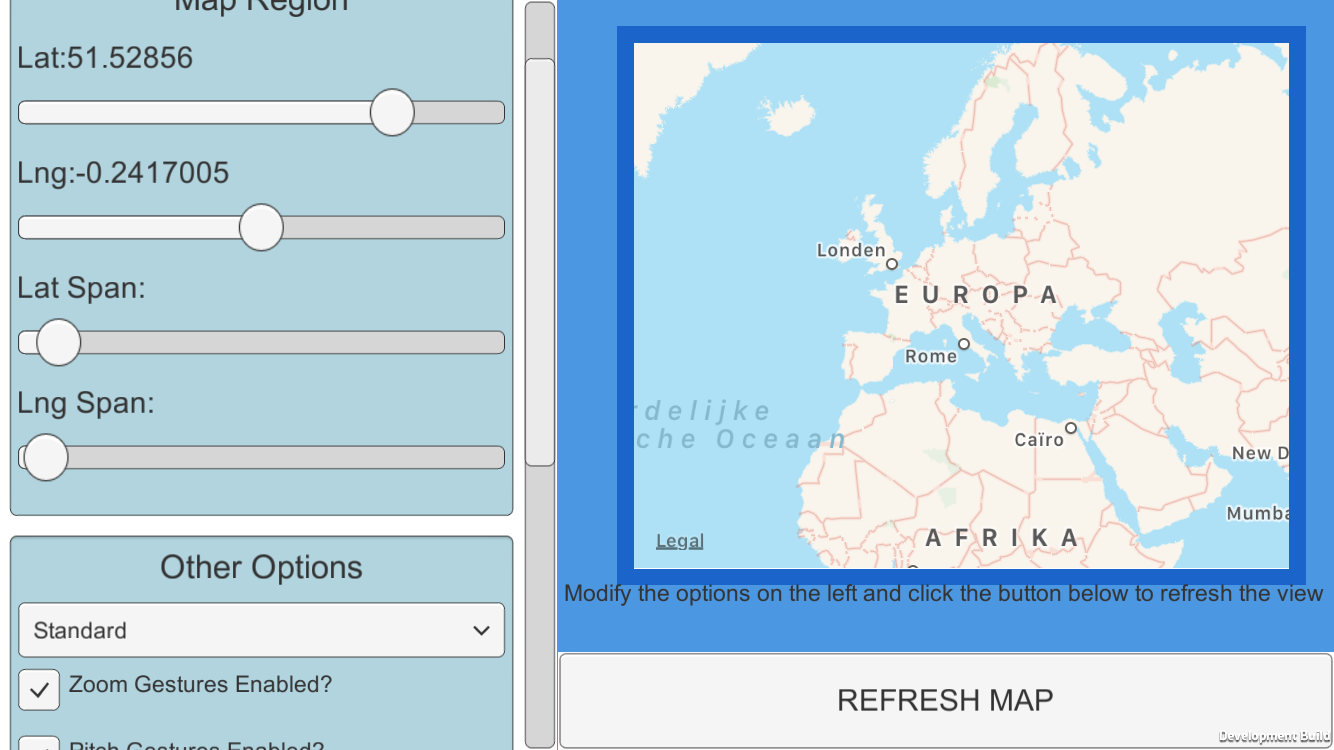 Map Region
Lat:51.52856
Lng:-0.2417005
Lat Span:
Lng Span:
Other Options
Standard
Zoom Gestures Enabled?
Pitch Gestures Enabled?
Londen
EUROPA
Rome
rdelijke
che Oceaan
Caïro
New D
Mumba
AFRIKA
Legal
Modify the options on the left and click the button below to refresh the view
REFRESH MAP
Development Build